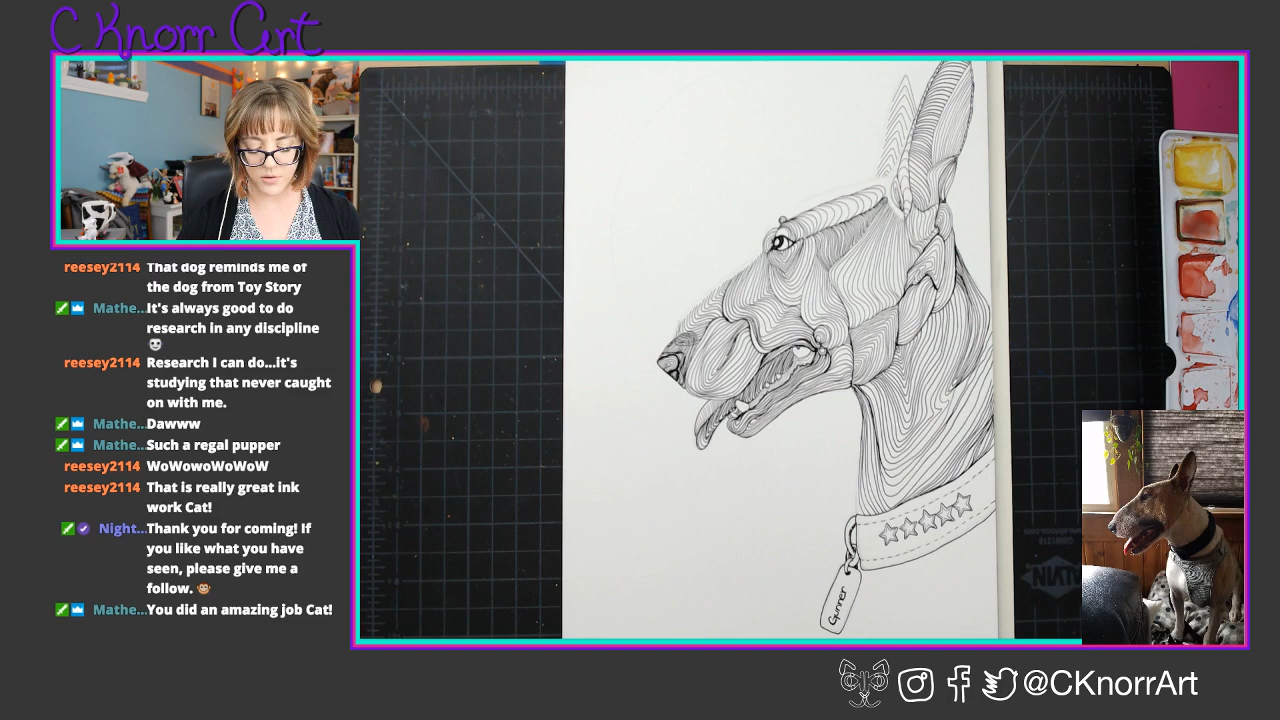 C Knorr Art
reesey2114 That dog reminds me of
the dog from Toy Story
Mathe... It's always good to do
research in any discipline
reesey2114 Research I can do...it's
studying that never caught
on with me.
Mathe... Dawww
Mathe... Such a regal pupper
reesey2114 WoWowoWoWoW
reesey2114 That is really great ink
work Cat!
Night... Thank you for coming! If
you like what you have
seen, please give me a
follow.
Mathe... You did an amazing job Cat!
Gunner
@CKnorrArt